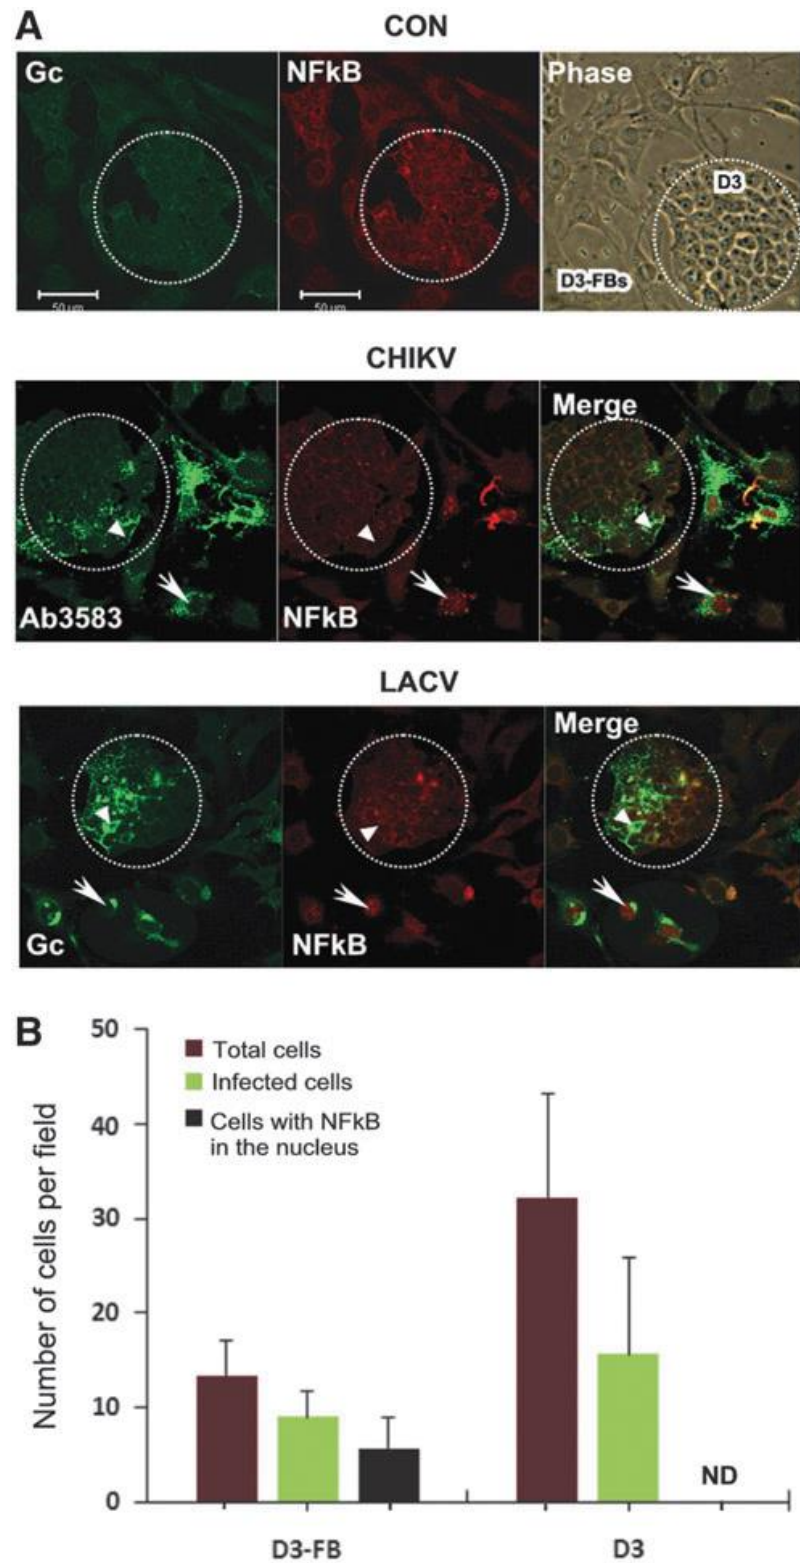 A
CON
Gc
NFkB
Phase
D3
D3-FBs
50 µm
50 µm
CHIKV
Merge
Ab3583
NFkB
LACV
Merge
Gc
NFkB
B
50
40
30
20
10
0
Number of cells per field
Total cells
Infected cells
Cells with NFkB
in the nucleus
ND
D3-FB
D3